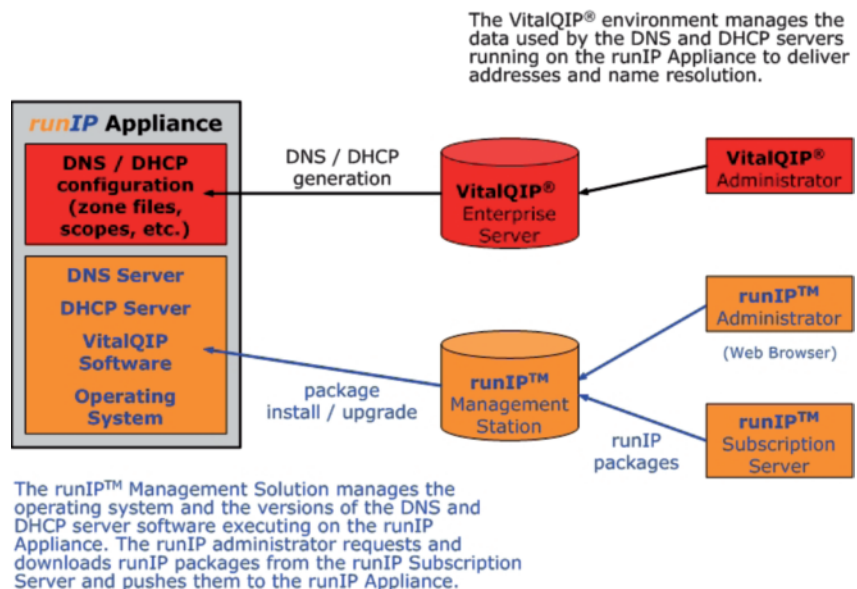 The VitalQIP® environment manages the
data used by the DNS and DHCP servers
running on the runIP Appliance to deliver
addresses and name resolution.
runIP Appliance
DNS / DHCP
configuration
(zone files,
scopes, etc.)
DNS Server
DHCP Server
VitalQIP
Software
Operating
System
DNS / DHCP
generation
VitalQIP®
Enterprise
Server
VitalQIP®
Administrator
package
install / upgrade
runIP™
Management
Station
runIP™
Administrator
(Web Browser)
runIP
packages
runIP™
Subscription
Server
The runIP™ Management Solution manages the
operating system and the versions of the DNS and
DHCP server software executing on the runIP
Appliance. The runIP administrator requests and
downloads runIP packages from the runIP Subscription
Server and pushes them to the runIP Appliance.